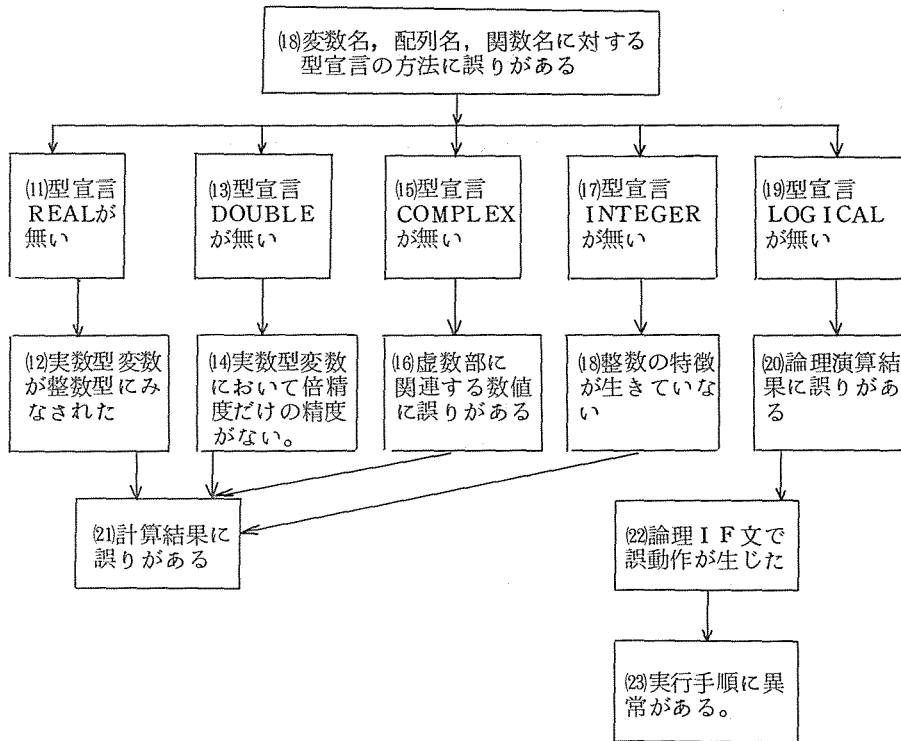 ⒅変数名，配列名，関数名に対する
型宣言の方法に誤りがある
⑾型宣言
REALが
無い
⒀型宣言
DOUBLE
が無い
⒂型宣言
COMPLEX
が無い
⒄型宣言
INTEGER
が無い
⒆型宣言
LOGICAL
が無い
⑿実数型変数
が整数型にみ
なされた
⒁実数型変数
において倍精
度だけの精度
がない。
⒃虚数部に
関連する数値
に誤りがある
⒅整数の特徴
が生きていな
い
⒇論理演算結
果に誤りがあ
る
(21)計算結果に
誤りがある
(22)論理IF文で
誤動作が生じた
(23)実行手順に異
常がある。